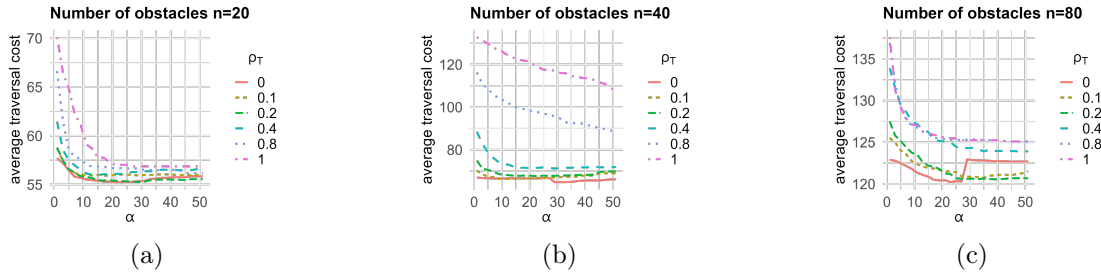 Number of obstacles n=20
average traversal cost
70
65
60
55
0 10 20 30 40 50
α
ρT
0
0.1
0.2
0.4
0.8
1
(a)
Number of obstacles n=40
average traversal cost
120
100
80
0 10 20 30 40 50
α
ρT
0
0.1
0.2
0.4
0.8
1
(b)
Number of obstacles n=80
average traversal cost
135
130
125
120
0 10 20 30 40 50
α
ρT
0
0.1
0.2
0.4
0.8
1
(c)